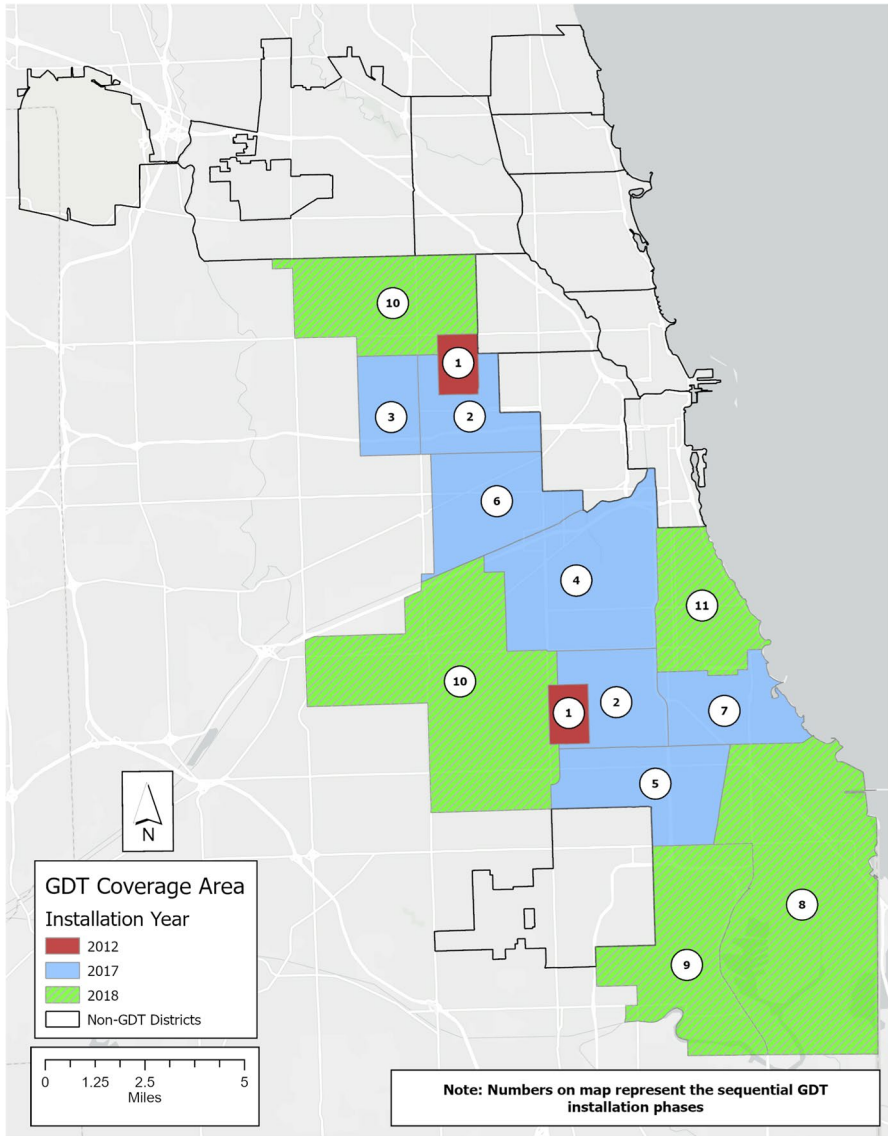 10
1
3
2
6
4
11
10
1
2
7
5
8
9
N
GDT Coverage Area
Installation Year
2012
2017
2018
Non-GDT Districts
0 1.25 2.5 5
Miles
Note: Numbers on map represent the sequential GDT
installation phases